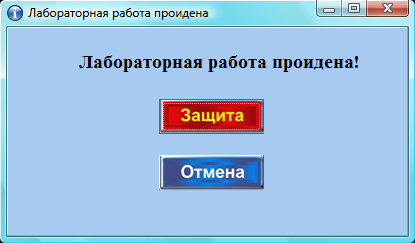 Лабораторная работа проидена
Лабораторная работа проидена!
Защита
Отмена